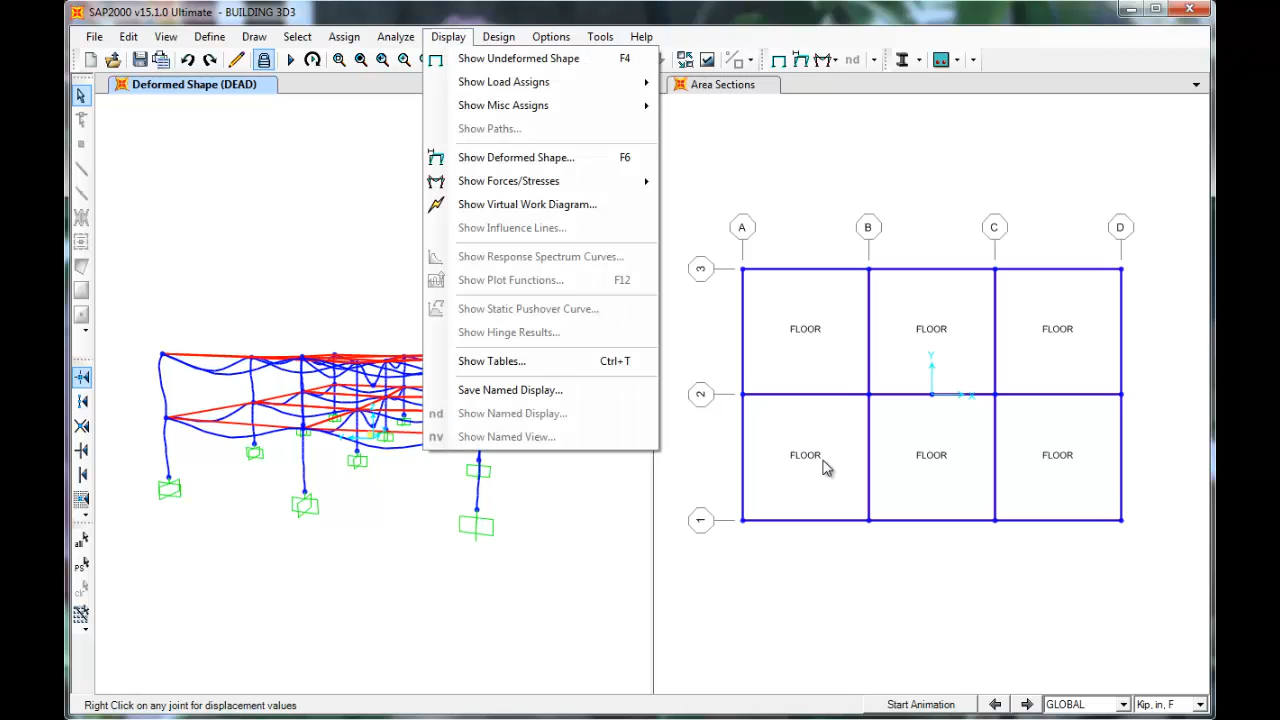 SAP2000 v15.1.0 Ultimate - BUILDING 3D3
File Edit View Define Draw Select Assign Analyze Display Design Options Tools Help
nd
Deformed Shape (DEAD)
Area Sections
Show Undeformed Shape F4
Show Load Assigns
Show Misc Assigns
Show Paths...
Show Deformed Shape... F6
Show Forces/Stresses
Show Virtual Work Diagram...
Show Influence Lines...
Show Response Spectrum Curves...
Show Plot Functions... F12
Show Static Pushover Curve...
Show Hinge Results...
Show Tables... Ctrl+T
Save Named Display...
nd Show Named Display...
nv Show Named View...
A B C D
3
FLOOR FLOOR FLOOR
Y
2
X
FLOOR FLOOR FLOOR
1
all
PS
clr
Right Click on any joint for displacement values
Start Animation
GLOBAL
Kip, in, F